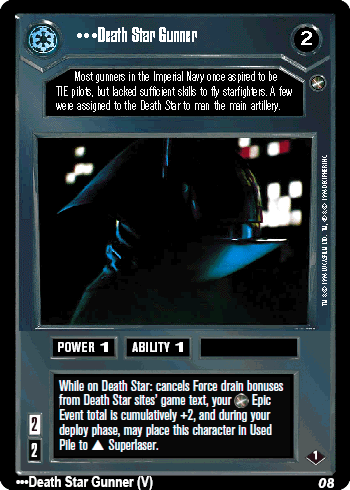 •••Death Star Gunner
2
Most gunners in the Imperial Navy once aspired to be
TIE pilots, but lacked sufficient skills to fly starfighters. A few
were assigned to the Death Star to man the main artillery.
POWER 1 ABILITY 1
While on Death Star: cancels Force drain bonuses
from Death Star sites' game text, your Epic
Event total is cumulatively +2, and during your
deploy phase, may place this character in Used
Pile to ▲ Superlaser.
2
2
1
•••Death Star Gunner (V) 08